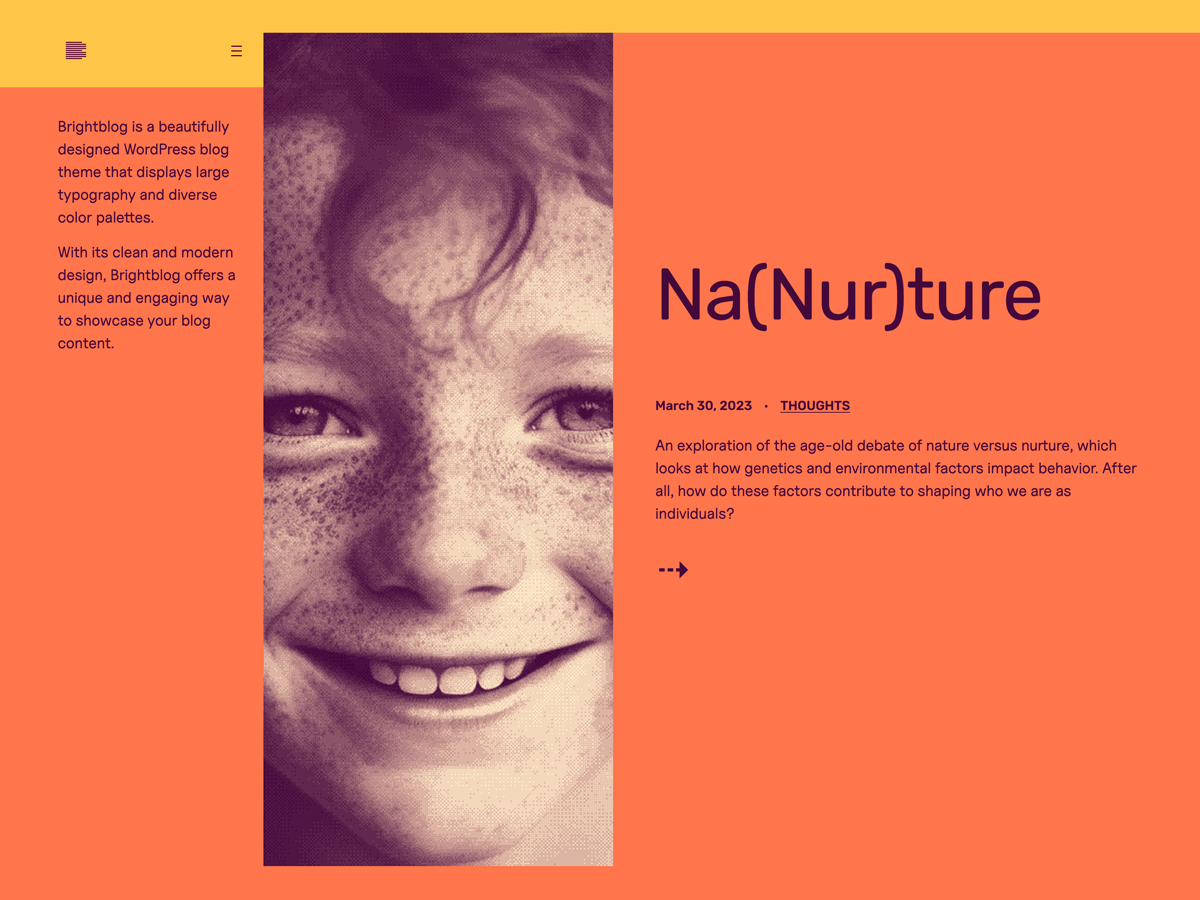 Brightblog is a beautifully
designed WordPress blog
theme that displays large
typography and diverse
color palettes.
With its clean and modern
design, Brightblog offers a
unique and engaging way
to showcase your blog
content.
Na(Nur)ture
March 30, 2023 • THOUGHTS
An exploration of the age-old debate of nature versus nurture, which
looks at how genetics and environmental factors impact behavior. After
all, how do these factors contribute to shaping who we are as
individuals?